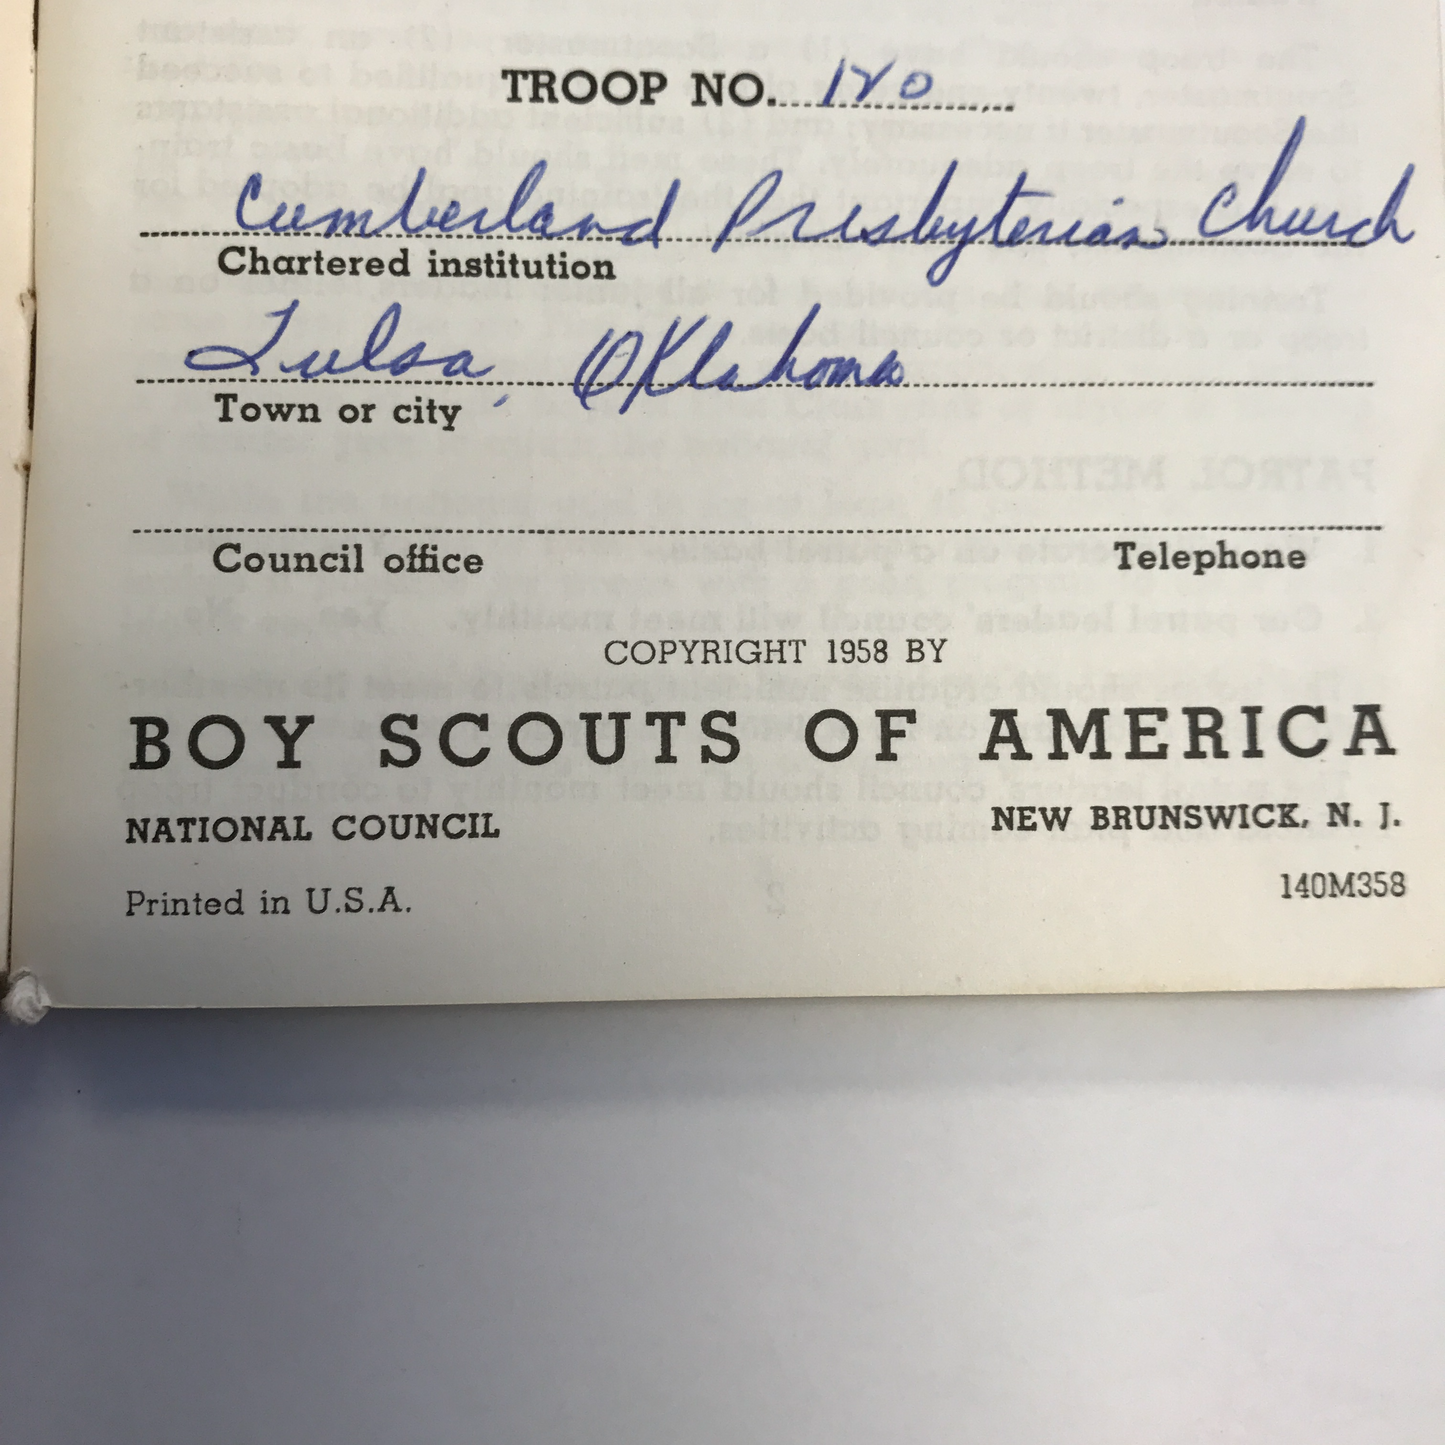 TROOP NO. 120
Cumberland Presbyterian Church
Chartered institution
Tulsa, Oklahoma
Town or city
Council office Telephone
COPYRIGHT 1958 BY
BOY SCOUTS OF AMERICA
NATIONAL COUNCIL NEW BRUNSWICK, N. J.
Printed in U.S.A. 140M358